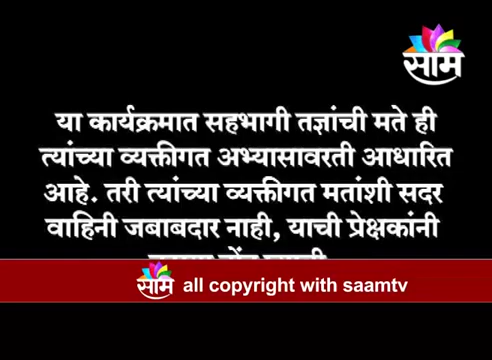 साम
या कार्यक्रमात सहभागी तज्ञांची मते ही
त्यांच्या व्यक्तीगत अभ्यासावरती आधारित
आहे. तरी त्यांच्या व्यक्तीगत मतांशी सदर
वाहिनी जबाबदार नाही, याची प्रेक्षकांनी
साम all copyright with saamtv